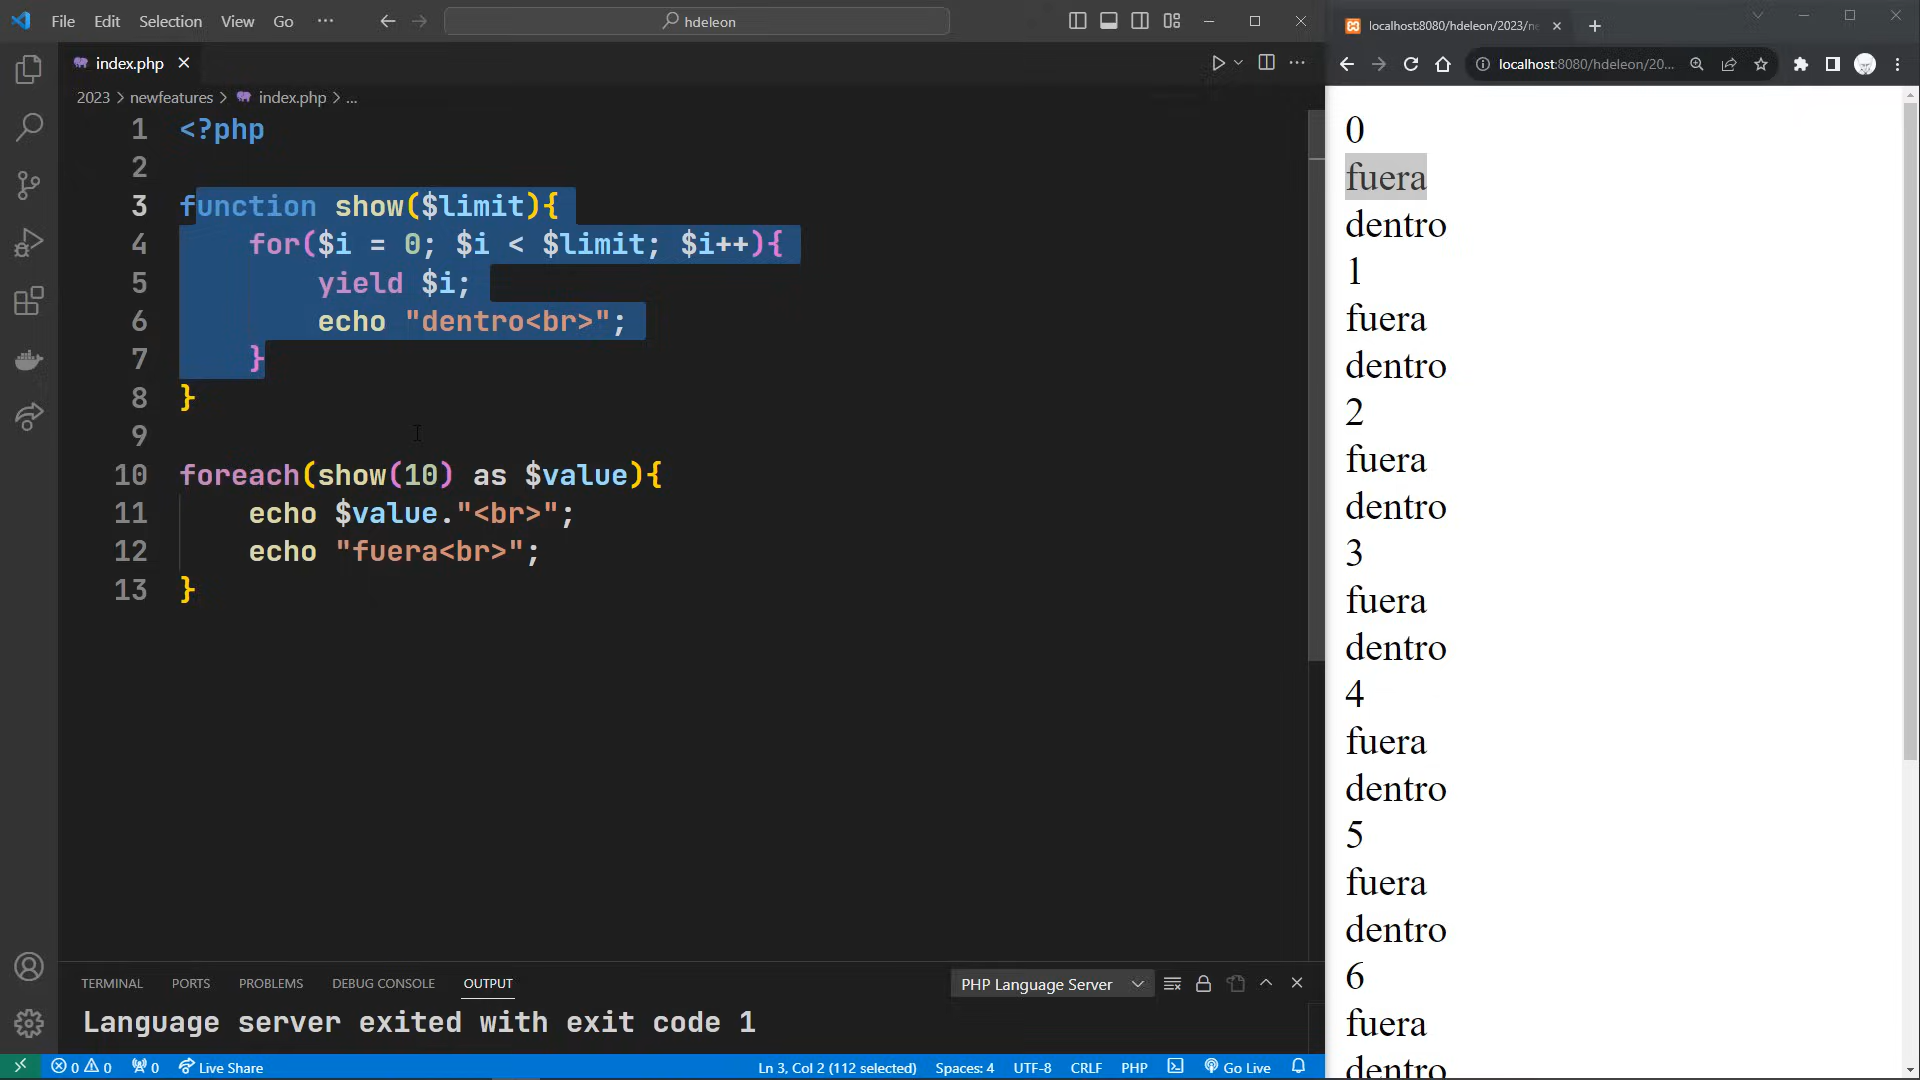 File Edit Selection View Go ··· hdeleon
index.php
2023 > newfeatures > index.php > ...
1 <?php
2
3 function show($limit){
4 for($i = 0; $i < $limit; $i++){
5 yield $i;
6 echo "dentro<br>";
7 }
8 }
9
10 foreach(show(10) as $value){
11 echo $value."<br>";
12 echo "fuera<br>";
13 }
TERMINAL PORTS PROBLEMS DEBUG CONSOLE OUTPUT PHP Language Server
Language server exited with exit code 1
0 0 0 Live Share Ln 3, Col 2 (112 selected) Spaces: 4 UTF-8 CRLF PHP Go Live
localhost:8080/hdeleon/2023/ne
localhost:8080/hdeleon/20...
0
fuera
dentro
1
fuera
dentro
2
fuera
dentro
3
fuera
dentro
4
fuera
dentro
5
fuera
dentro
6
fuera
dentro